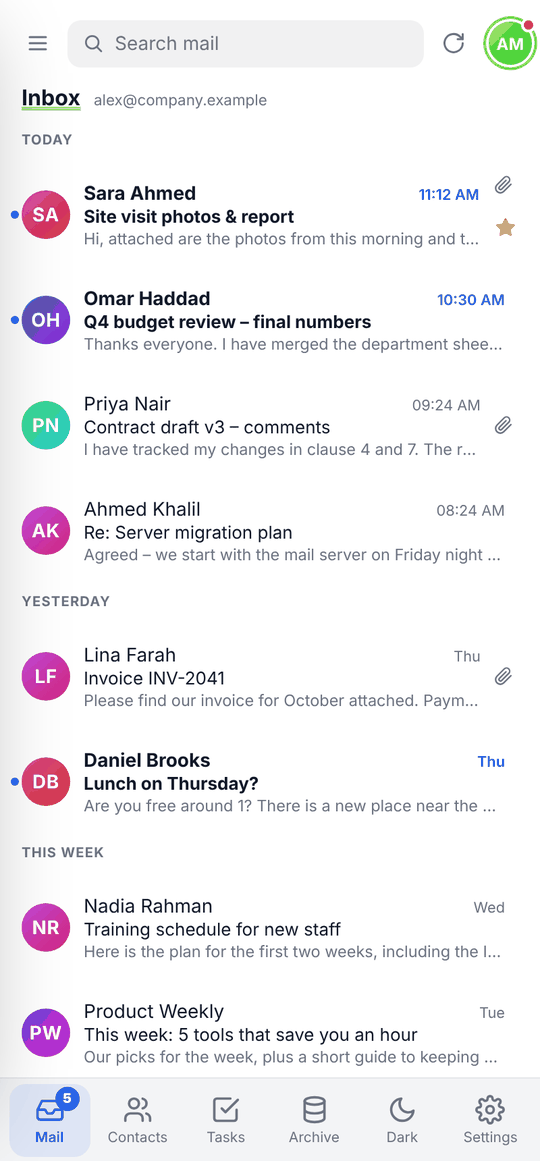 Search mail
AM
Inbox alex@company.example
TODAY
SA
Sara Ahmed 11:12 AM
Site visit photos & report
Hi, attached are the photos from this morning and t...
OH
Omar Haddad 10:30 AM
Q4 budget review – final numbers
Thanks everyone. I have merged the department shee...
PN
Priya Nair 09:24 AM
Contract draft v3 – comments
I have tracked my changes in clause 4 and 7. The r...
AK
Ahmed Khalil 08:24 AM
Re: Server migration plan
Agreed – we start with the mail server on Friday night ...
YESTERDAY
LF
Lina Farah Thu
Invoice INV-2041
Please find our invoice for October attached. Paym...
DB
Daniel Brooks Thu
Lunch on Thursday?
Are you free around 1? There is a new place near the ...
THIS WEEK
NR
Nadia Rahman Wed
Training schedule for new staff
Here is the plan for the first two weeks, including the l...
PW
Product Weekly Tue
This week: 5 tools that save you an hour
Our picks for the week, plus a short guide to keeping ...
5
Mail Contacts Tasks Archive Dark Settings